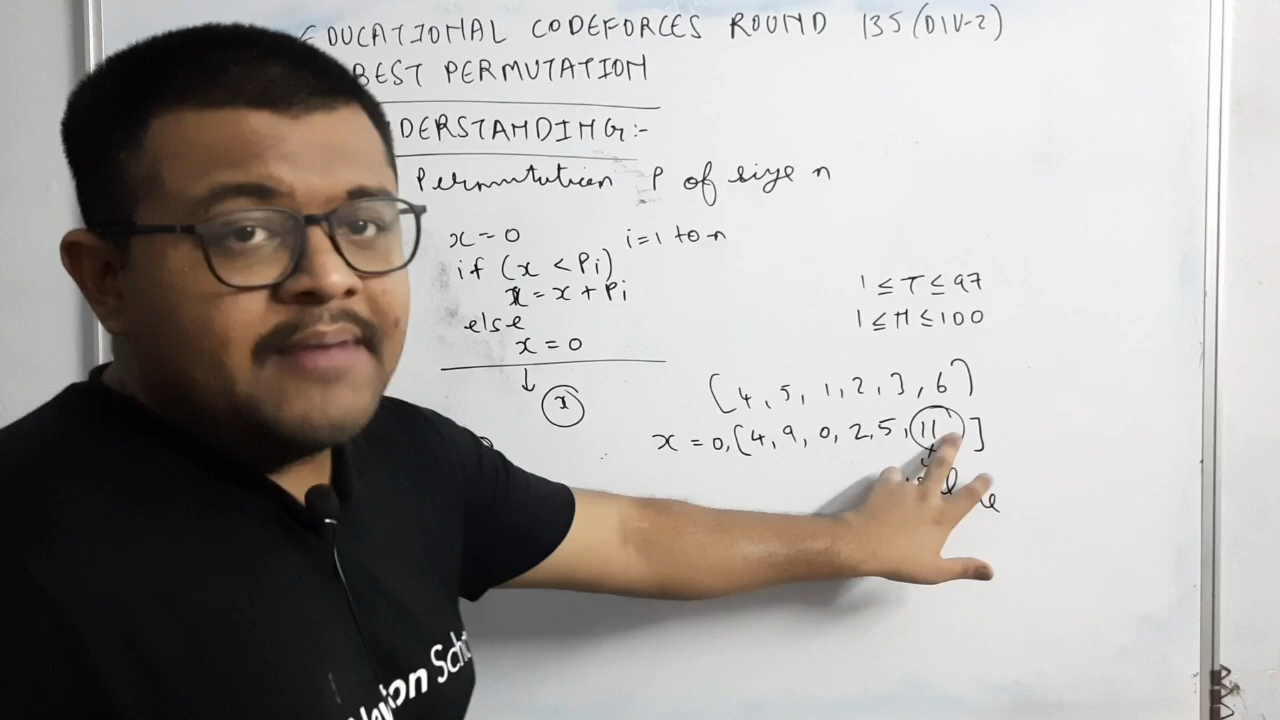 EDUCATIONAL CODEFORCES ROUND 135 (DIV-2)
BEST PERMUTATION
DERSTANDING:-
Permutation P of size n
x = 0 i=1 to n
if (x < Pi)
x = x + Pi
else
x = 0
x
1 ≤ T ≤ 97
1 ≤ N ≤ 100
[4, 5, 1, 2, 3, 6]
x = 0, [4, 9, 0, 2, 5, 11]